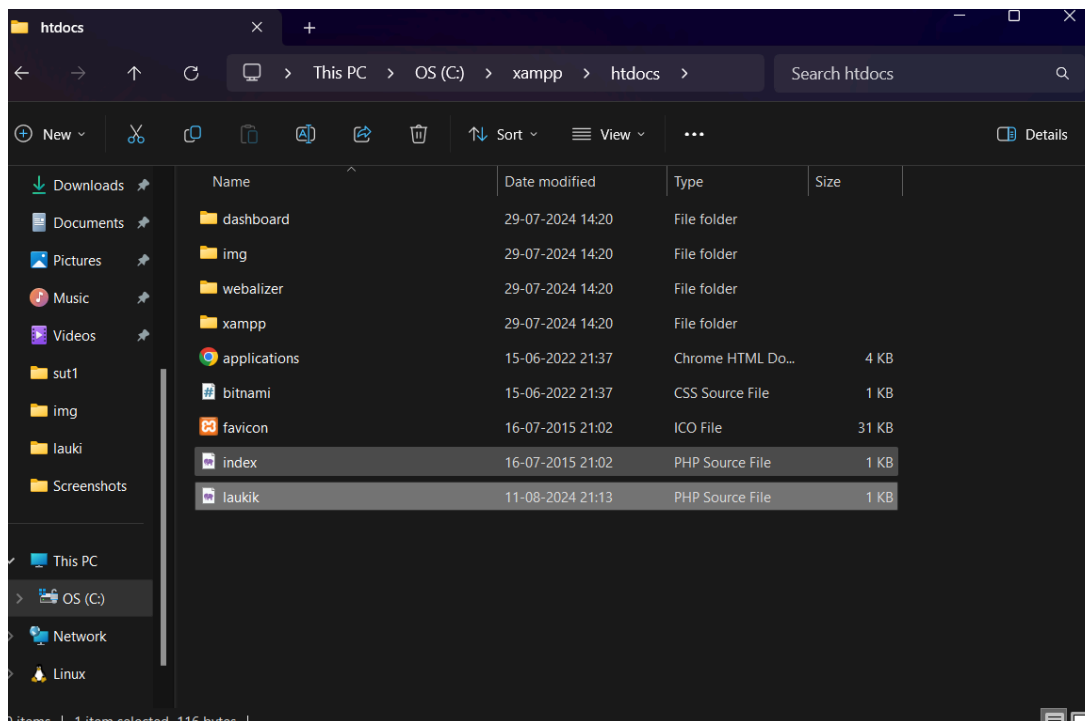 htdocs
This PC > OS (C:) > xampp > htdocs >
Search htdocs
New
Sort
View
Details
Downloads
Documents
Pictures
Music
Videos
sut1
img
lauki
Screenshots
This PC
OS (C:)
Network
Linux
Name Date modified Type Size
dashboard 29-07-2024 14:20 File folder
img 29-07-2024 14:20 File folder
webalizer 29-07-2024 14:20 File folder
xampp 29-07-2024 14:20 File folder
applications 15-06-2022 21:37 Chrome HTML Do... 4 KB
bitnami 15-06-2022 21:37 CSS Source File 1 KB
favicon 16-07-2015 21:02 ICO File 31 KB
index 16-07-2015 21:02 PHP Source File 1 KB
laukik 11-08-2024 21:13 PHP Source File 1 KB
items | 1 item selected 116 bytes |